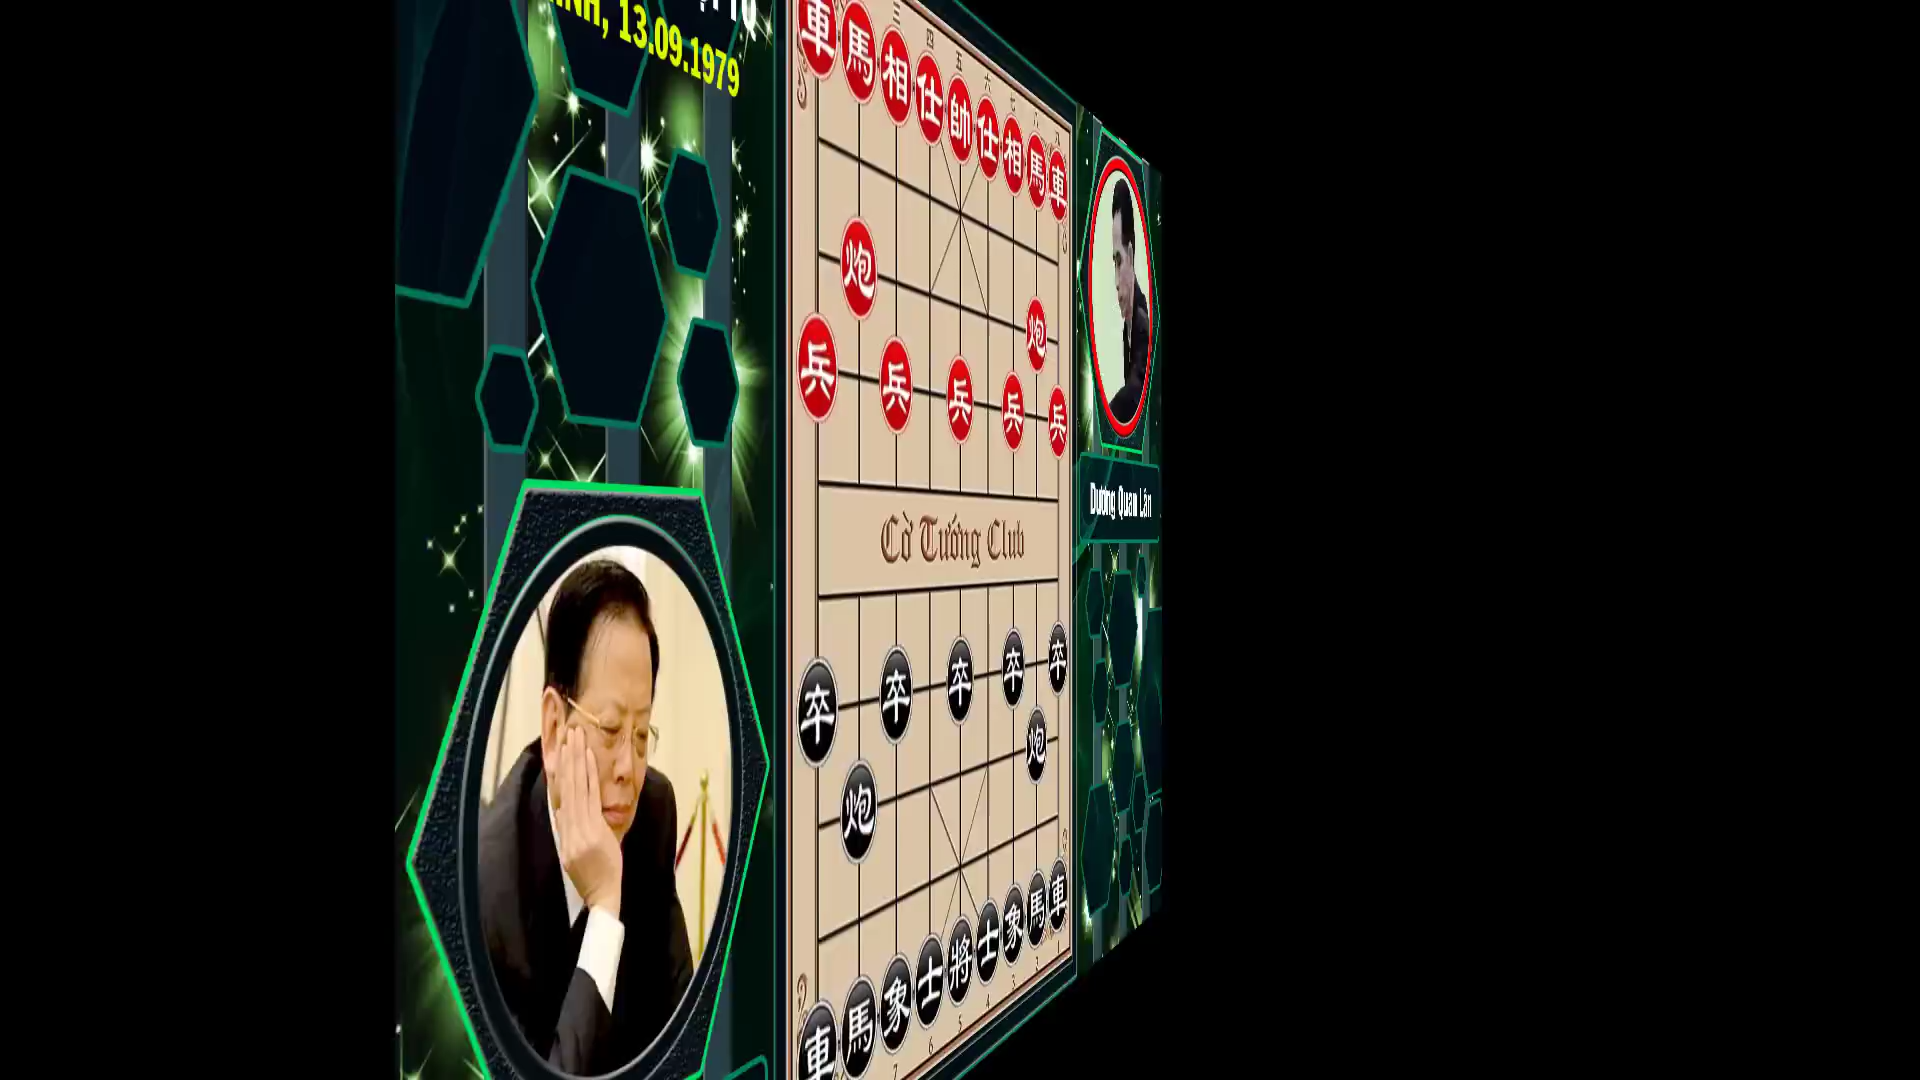 INH, 13.09.1979
車馬相仕帥仕相馬車
炮炮
兵兵兵兵兵
Dương Quan Lân
Cờ Tướng Club
卒卒卒卒卒
炮炮
車馬象士將士象馬車